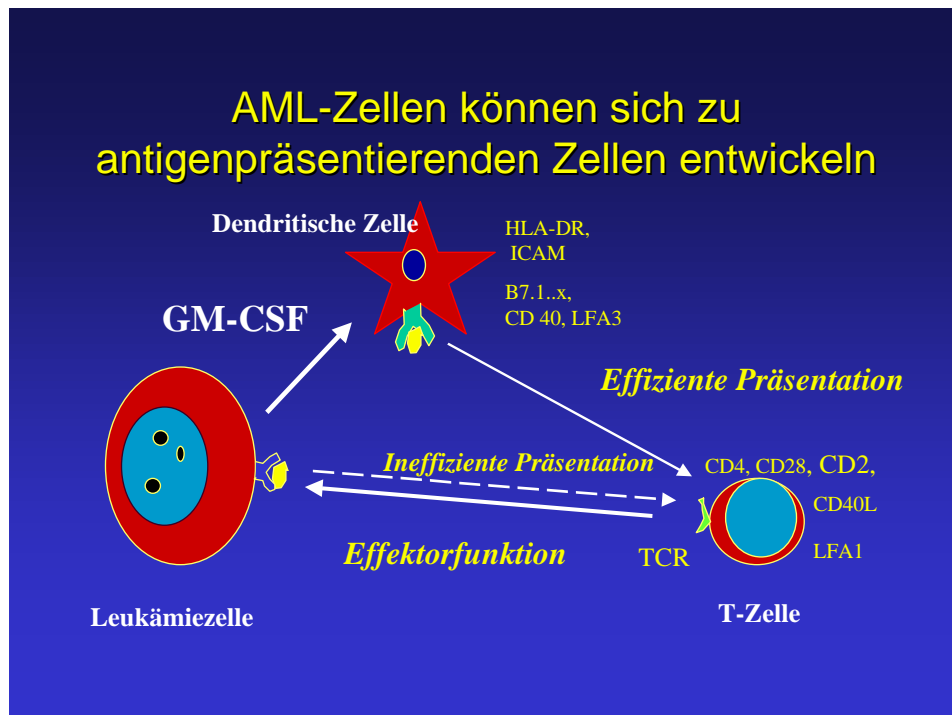 AML-Zellen können sich zu
antigenpräsentierenden Zellen entwickeln
Dendritische Zelle
HLA-DR,
ICAM
B7.1..x,
CD 40, LFA3
GM-CSF
Effiziente Präsentation
Ineffiziente Präsentation
CD4, CD28, CD2,
CD40L
LFA1
TCR
Effektorfunktion
Leukämiezelle
T-Zelle